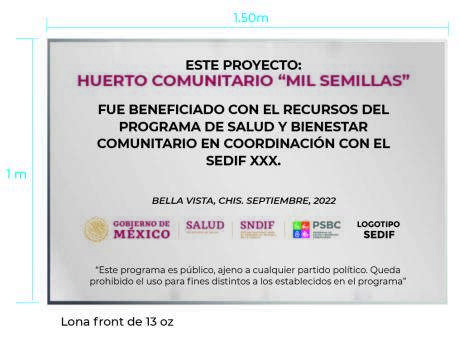 1.50m
1 m
ESTE PROYECTO:
HUERTO COMUNITARIO “MIL SEMILLAS”
FUE BENEFICIADO CON EL RECURSOS DEL
PROGRAMA DE SALUD Y BIENESTAR
COMUNITARIO EN COORDINACIÓN CON EL
SEDIF XXX.
BELLA VISTA, CHIS. SEPTIEMBRE, 2022
GOBIERNO DE
MÉXICO
SALUD
SNDIF
PSBC
LOGOTIPO
SEDIF
“Este programa es público, ajeno a cualquier partido político. Queda
prohibido el uso para fines distintos a los establecidos en el programa”
Lona front de 13 oz